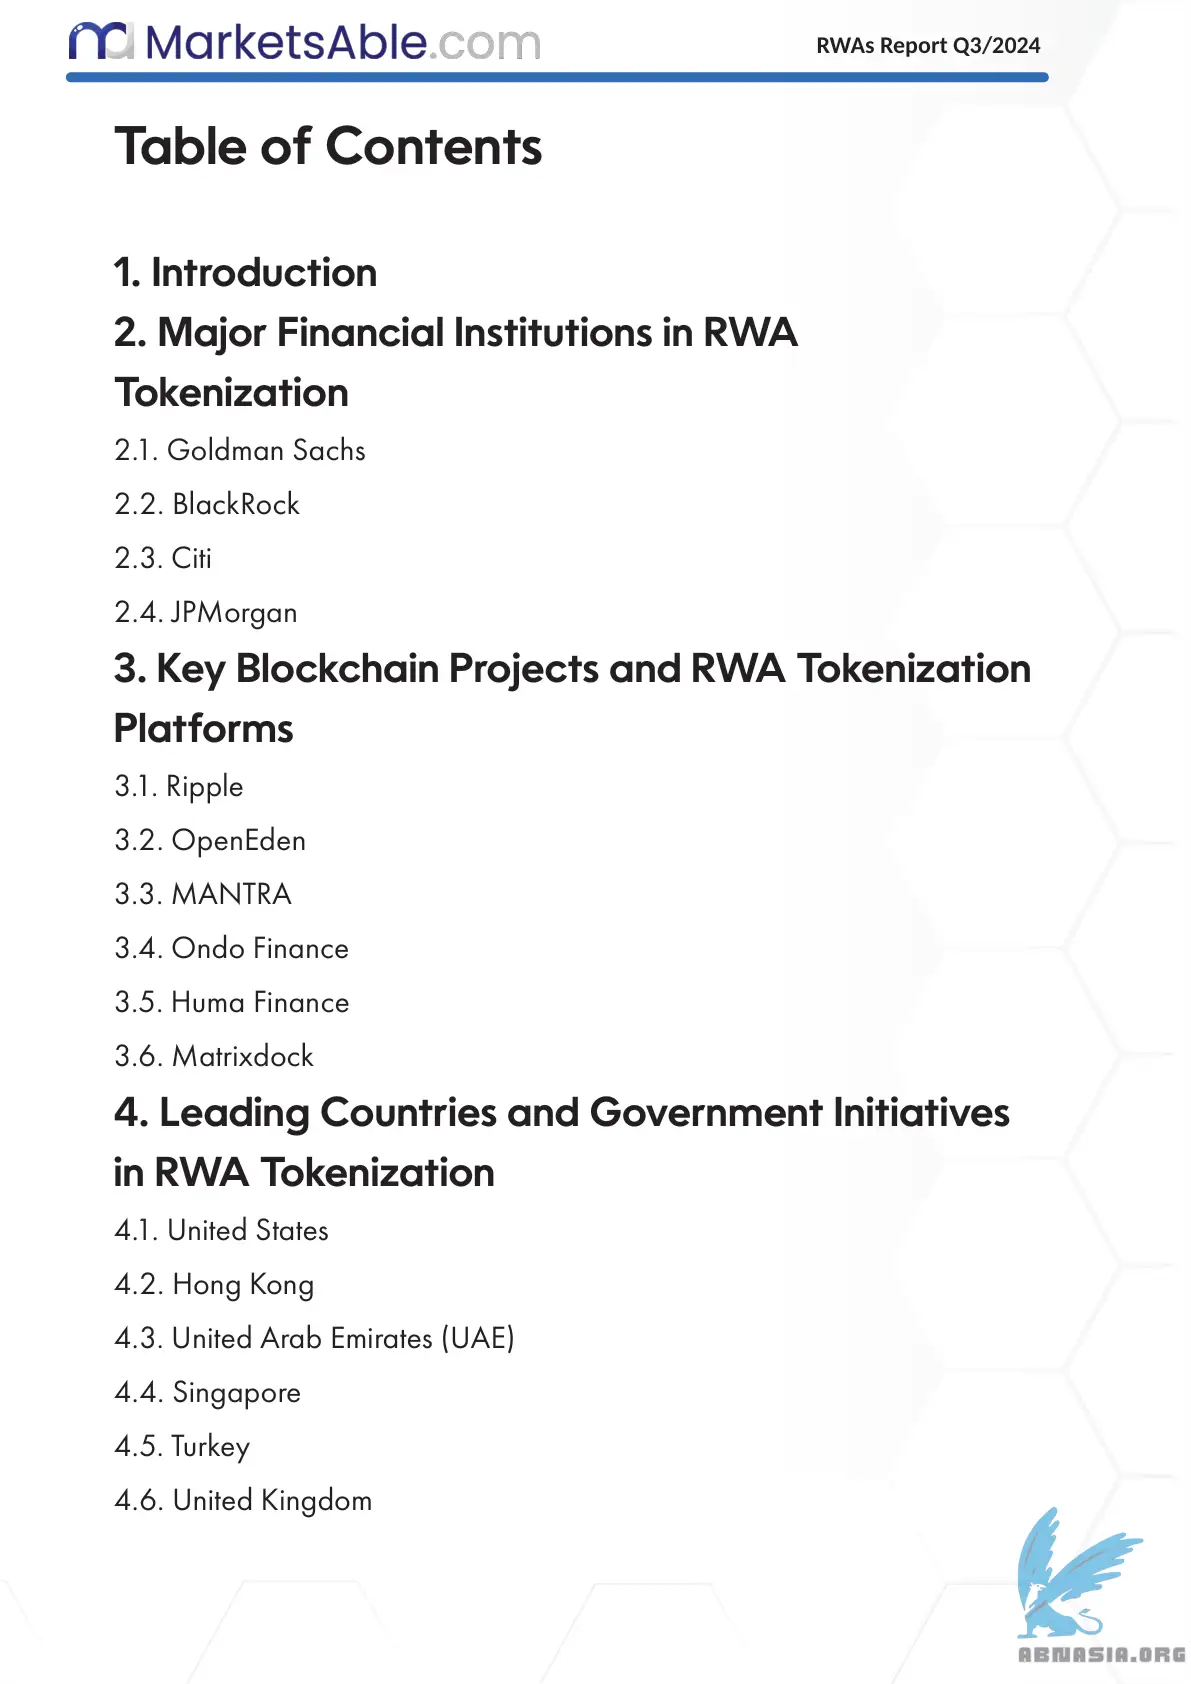 MarketsAble.com
RWAs Report Q3/2024
Table of Contents
1. Introduction
2. Major Financial Institutions in RWA
Tokenization
2.1. Goldman Sachs
2.2. BlackRock
2.3. Citi
2.4. JPMorgan
3. Key Blockchain Projects and RWA Tokenization
Platforms
3.1. Ripple
3.2. OpenEden
3.3. MANTRA
3.4. Ondo Finance
3.5. Huma Finance
3.6. Matrixdock
4. Leading Countries and Government Initiatives
in RWA Tokenization
4.1. United States
4.2. Hong Kong
4.3. United Arab Emirates (UAE)
4.4. Singapore
4.5. Turkey
4.6. United Kingdom
ABNASIA.ORG